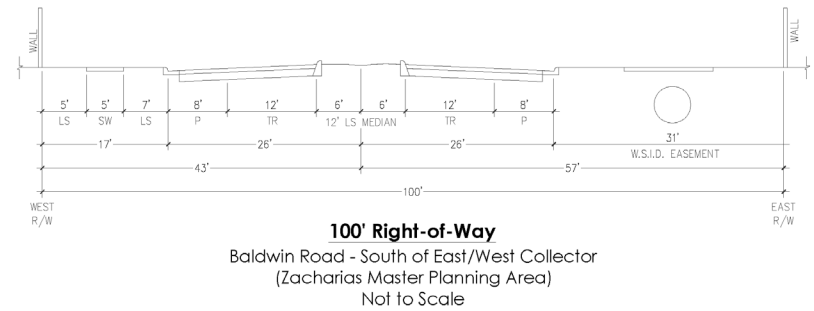 WALL
WALL
5' 5' 7' 8' 12' 6' 6' 12' 8'
LS SW LS P TR 12' LS MEDIAN TR P
31'
W.S.I.D. EASEMENT
17' 26' 26'
43' 57'
100'
WEST
R/W
EAST
R/W
100' Right-of-Way
Baldwin Road - South of East/West Collector
(Zacharias Master Planning Area)
Not to Scale